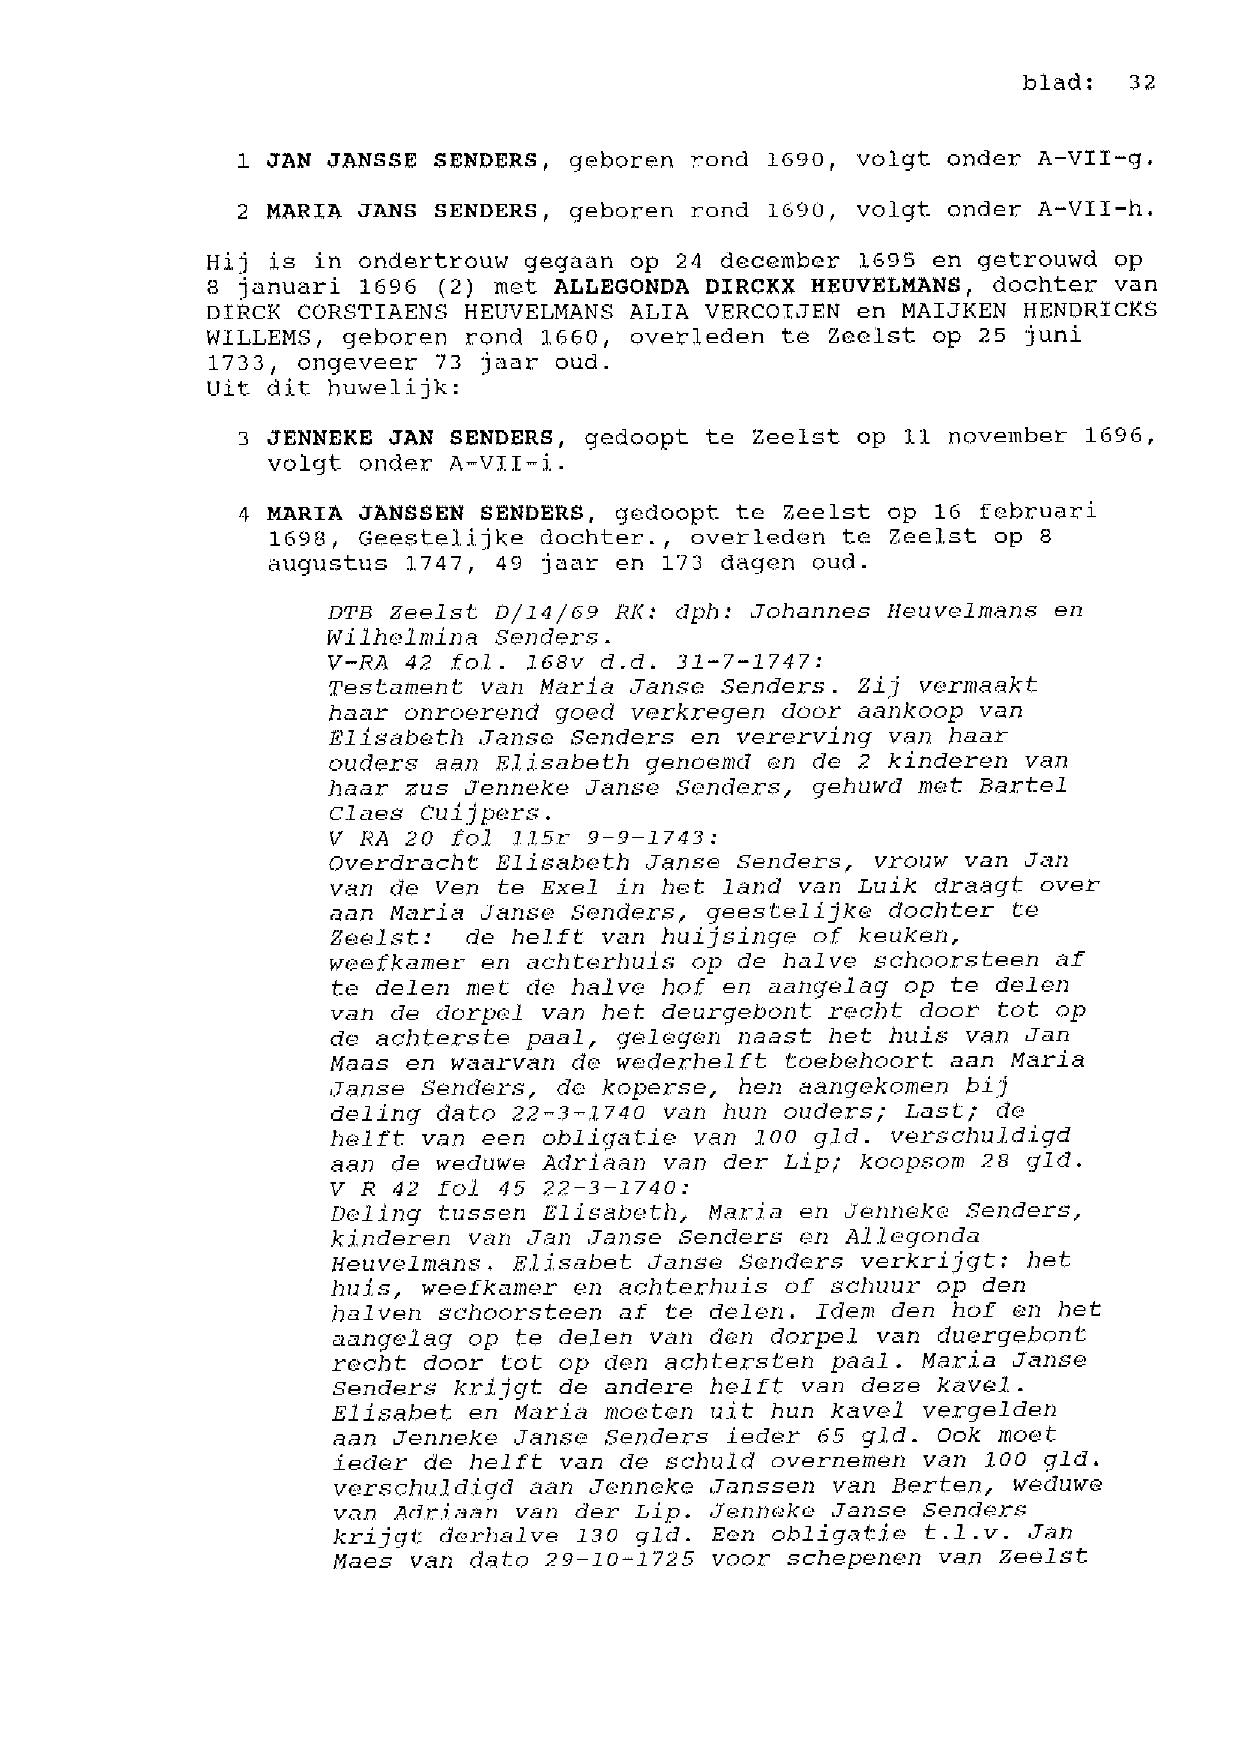 blad: 32
1 JAN JANSSE SENDERS, geboren rond 1690, volgt onder A-VII-g.
2 MARIA JANS SENDERS, geboren rond 1690, volgt onder A-VII-h.
Hij is in ondertrouw gegaan op 24 december 1695 en getrouwd op
8 januari 1696 (2) met ALLEGONDA DIRCKX HEUVELMANS, dochter van
DIRCK CORSTIAENS HEUVELMANS ALIA VERCOIJEN en MAIJKEN HENDRICKS
WILLEMS, geboren rond 1660, overleden te Zeelst op 25 juni
1733, ongeveer 73 jaar oud.
Uit dit huwelijk:
3 JENNEKE JAN SENDERS, gedoopt te Zeelst op 11 november 1696,
volgt onder A-VII-i.
4 MARIA JANSSEN SENDERS, gedoopt te Zeelst op 16 februari
1698, Geestelijke dochter., overleden te Zeelst op 8
augustus 1747, 49 jaar en 173 dagen oud.
DTB Zeelst D/14/69 RK: dph: Johannes Heuvelmans en
Wilhelmina Senders.
V-RA 42 fol. 168v d.d. 31-7-1747:
Testament van Maria Janse Senders. Zij vermaakt
haar onroerend goed verkregen door aankoop van
Elisabeth Janse Senders en vererving van haar
ouders aan Elisabeth genoemd en de 2 kinderen van
haar zus Jenneke Janse Senders, gehuwd met Bartel
Claes Cuijpers.
V RA 20 fol 115r 9-9-1743:
Overdracht Elisabeth Janse Senders, vrouw van Jan
van de Ven te Exel in het land van Luik draagt over
aan Maria Janse Senders, geestelijke dochter te
Zeelst: de helft van huijsinge of keuken,
weefkamer en achterhuis op de halve schoorsteen af
te delen met de halve hof en aangelag op te delen
van de dorpel van het deurgebont recht door tot op
de achterste paal, gelegen naast het huis van Jan
Maas en waarvan de wederhelft toebehoort aan Maria
Janse Senders, de koperse, hen aangekomen bij
deling dato 22-3-1740 van hun ouders; Last; de
helft van een obligatie van 100 gld. verschuldigd
aan de weduwe Adriaan van der Lip; koopsom 28 gld.
V R 42 fol 45 22-3-1740:
Deling tussen Elisabeth, Maria en Jenneke Senders,
kinderen van Jan Janse Senders en Allegonda
Heuvelmans. Elisabet Janse Senders verkrijgt: het
huis, weefkamer en achterhuis of schuur op den
halven schoorsteen af te delen. Idem den hof en het
aangelag op te delen van den dorpel van duergebont
recht door tot op den achtersten paal. Maria Janse
Senders krijgt de andere helft van deze kavel.
Elisabet en Maria moeten uit hun kavel vergelden
aan Jenneke Janse Senders ieder 65 gld. Ook moet
ieder de helft van de schuld overnemen van 100 gld.
verschuldigd aan Jenneke Janssen van Berten, weduwe
van Adriaan van der Lip. Jenneke Janse Senders
krijgt derhalve 130 gld. Een obligatie t.l.v. Jan
Maes van dato 29-10-1725 voor schepenen van Zeelst